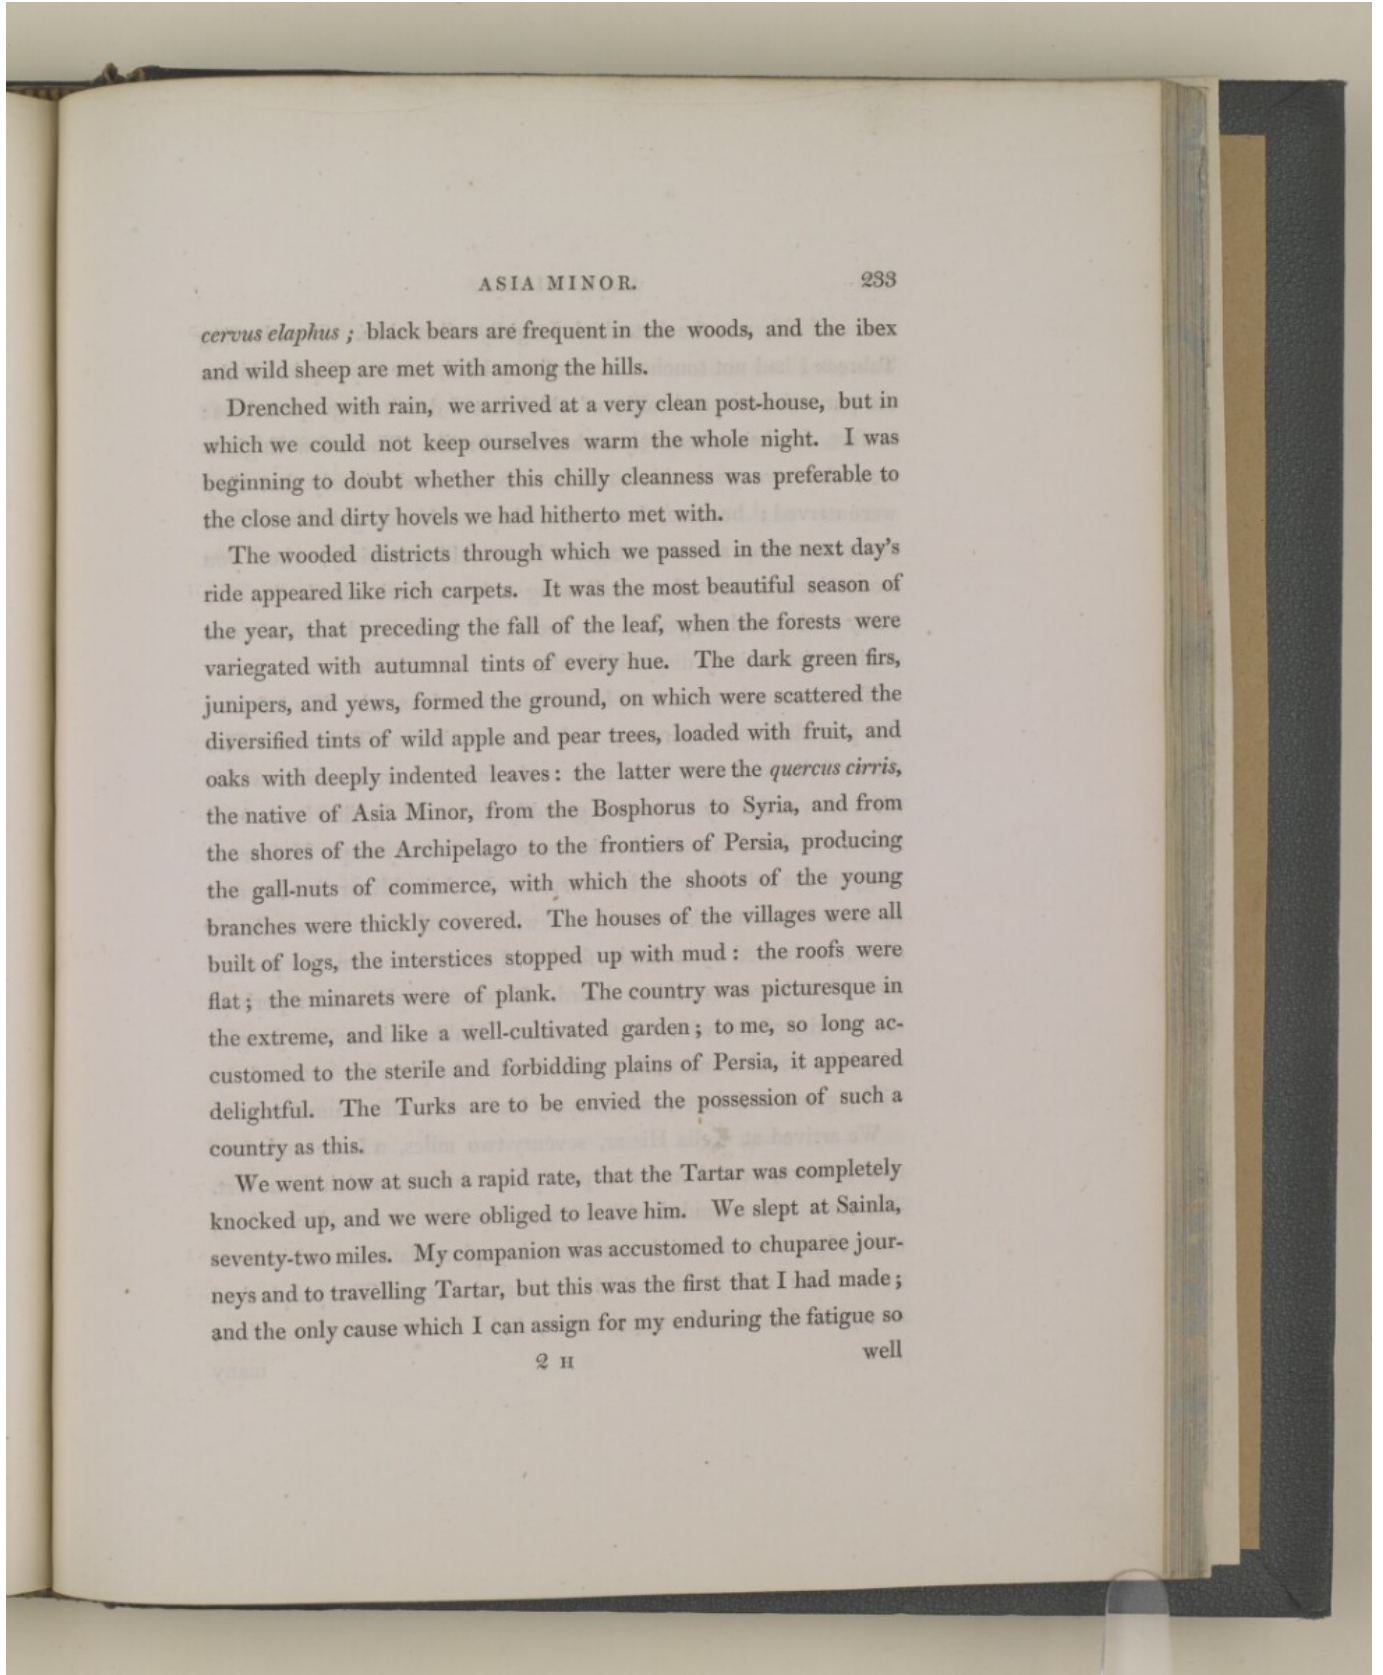 ASIA MINOR. 233
cervus elaphus ; black bears are frequent in the woods, and the ibex
and wild sheep are met with among the hills.
Drenched with rain, we arrived at a very clean post-house, but in
which we could not keep ourselves warm the whole night. I was
beginning to doubt whether this chilly cleanness was preferable to
the close and dirty hovels we had hitherto met with.
The wooded districts through which we passed in the next day's
ride appeared like rich carpets. It was the most beautiful season of
the year, that preceding the fall of the leaf, when the forests were
variegated with autumnal tints of every hue. The dark green firs,
junipers, and yews, formed the ground, on which were scattered the
diversified tints of wild apple and pear trees, loaded with fruit, and
oaks with deeply indented leaves : the latter were the quercus cirris,
the native of Asia Minor, from the Bosphorus to Syria, and from
the shores of the Archipelago to the frontiers of Persia, producing
the gall-nuts of commerce, with which the shoots of the young
branches were thickly covered. The houses of the villages were all
built of logs, the interstices stopped up with mud : the roofs were
flat ; the minarets were of plank. The country was picturesque in
the extreme, and like a well-cultivated garden ; to me, so long ac-
customed to the sterile and forbidding plains of Persia, it appeared
delightful. The Turks are to be envied the possession of such a
country as this.
We went now at such a rapid rate, that the Tartar was completely
knocked up, and we were obliged to leave him. We slept at Sainla,
seventy-two miles. My companion was accustomed to chuparee jour-
neys and to travelling Tartar, but this was the first that I had made ;
and the only cause which I can assign for my enduring the fatigue so
2 H well